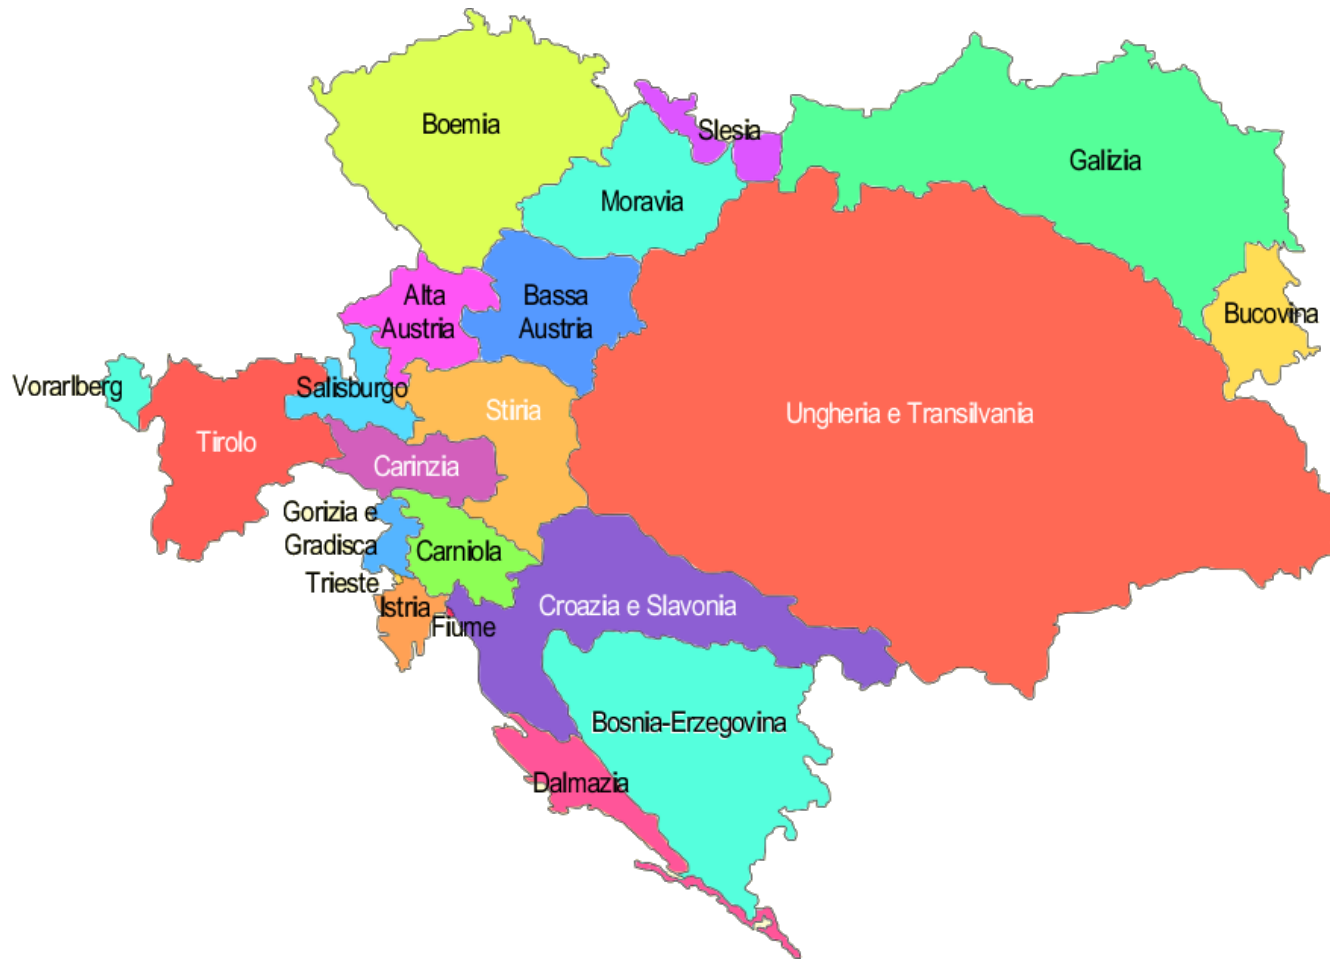 Boemia
Slesia
Galizia
Moravia
Alta
Austria
Bassa
Austria
Bucovina
Vorarlberg
Salisburgo
Stiria
Ungheria e Transilvania
Tirolo
Carinzia
Gorizia e
Gradisca
Carniola
Trieste
Istria
Fiume
Croazia e Slavonia
Bosnia-Erzegovina
Dalmazia